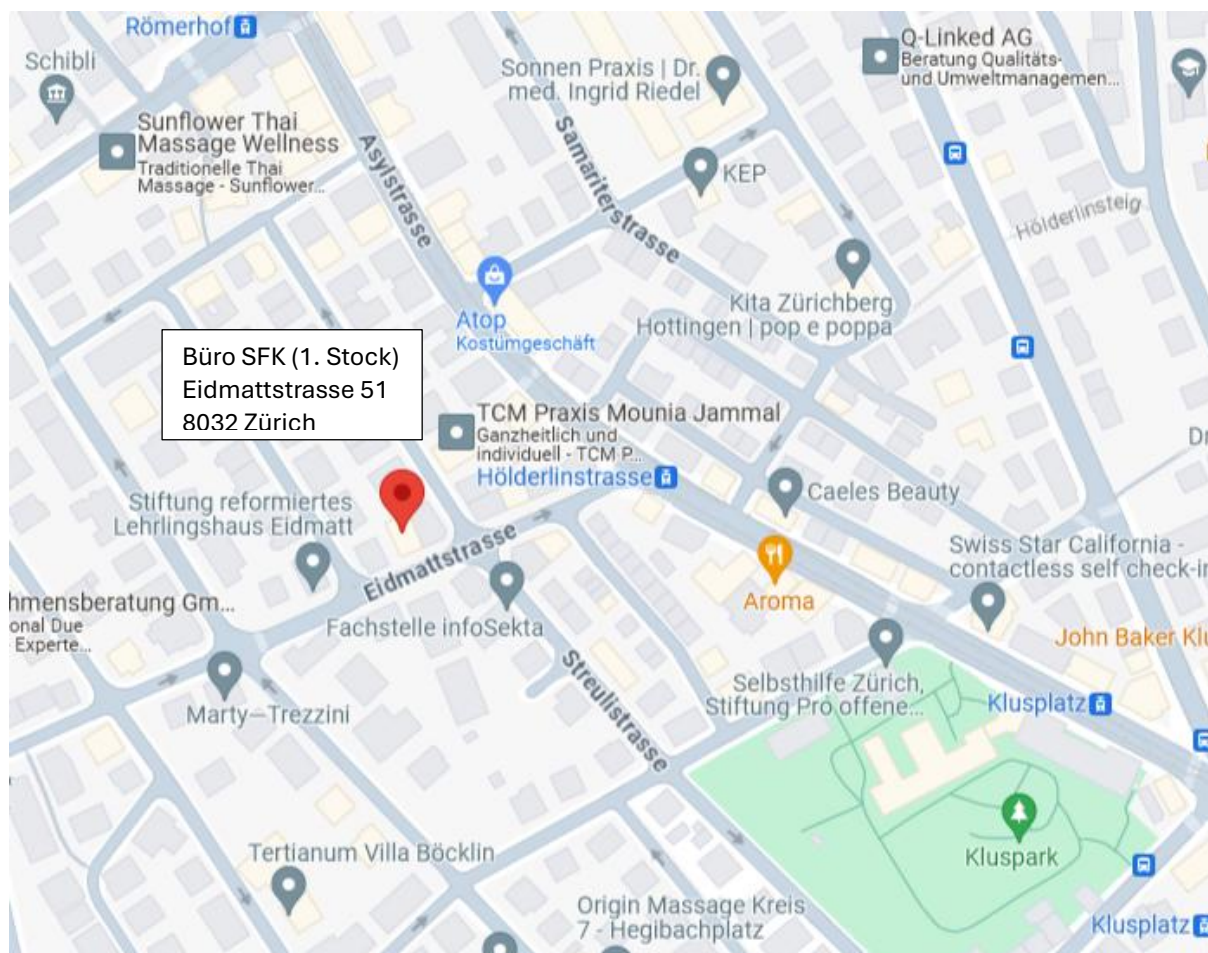 Römerhof
Schibli
Sunflower Thai
Massage Wellness
Traditionelle Thai
Massage - Sunflower...
Asylstrasse
Sonnen Praxis | Dr.
med. Ingrid Riedel
Samariterstrasse
KEP
Q-Linked AG
Beratung Qualitäts-
und Umweltmanagemen...
Hölderlinsteig
Kita Zürichberg
Hottingen | pop e poppa
Atop
Kostümgeschäft
Büro SFK (1. Stock)
Eidmattstrasse 51
8032 Zürich
TCM Praxis Mounia Jammal
Ganzheitlich und
individuell - TCM P...
Hölderlinstrasse
Dr
Caeles Beauty
Stiftung reformiertes
Lehrlingshaus Eidmatt
Eidmattstrasse
Swiss Star California -
contactless self check-in
Aroma
hmensberatung Gm...
onal Due
Experte...
Fachstelle infoSekta
John Baker Klu
Streulistrasse
Selbsthilfe Zürich,
Stiftung Pro offene...
Klusplatz
Marty–Trezzini
Kluspark
Tertianum Villa Böcklin
Origin Massage Kreis
7 - Hegibachplatz
Klusplatz